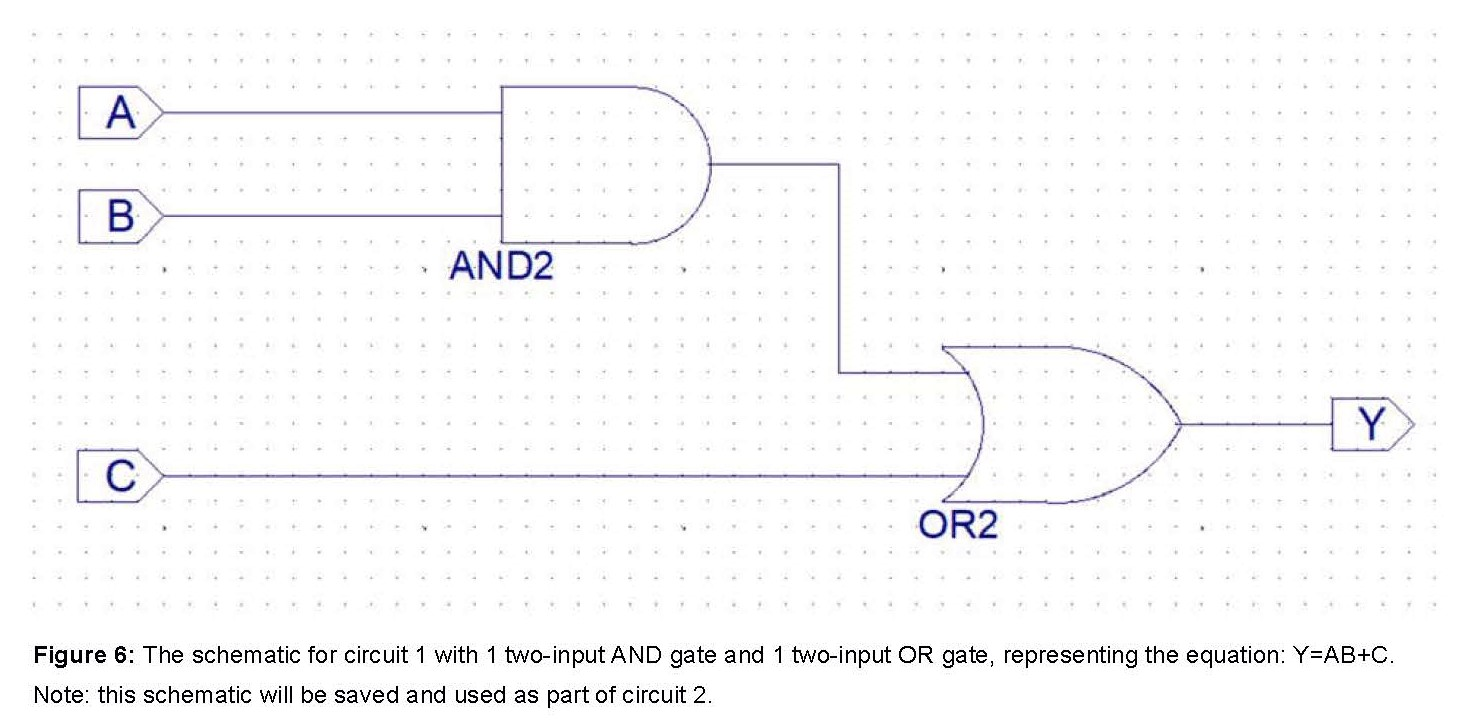 A
B
AND2
C
OR2
Y
Figure 6: The schematic for circuit 1 with 1 two-input AND gate and 1 two-input OR gate, representing the equation: Y=AB+C.
Note: this schematic will be saved and used as part of circuit 2.